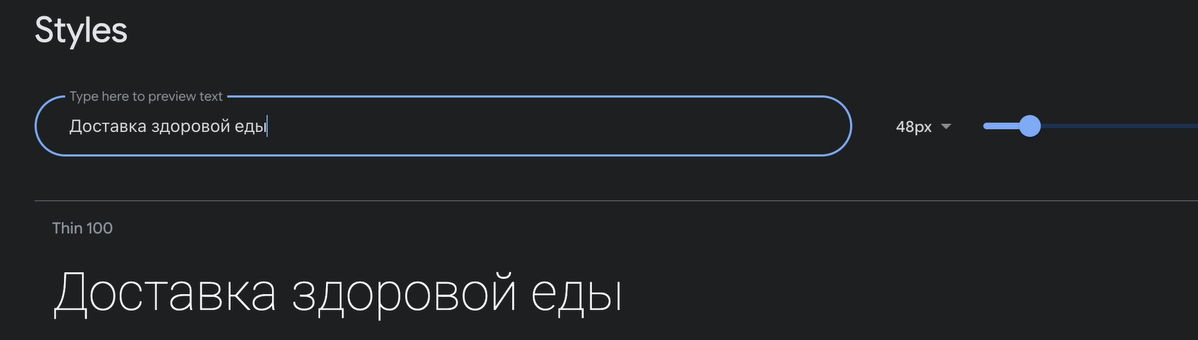 Styles
Type here to preview text
Доставка здоровой еды
48px
Thin 100
Доставка здоровой еды